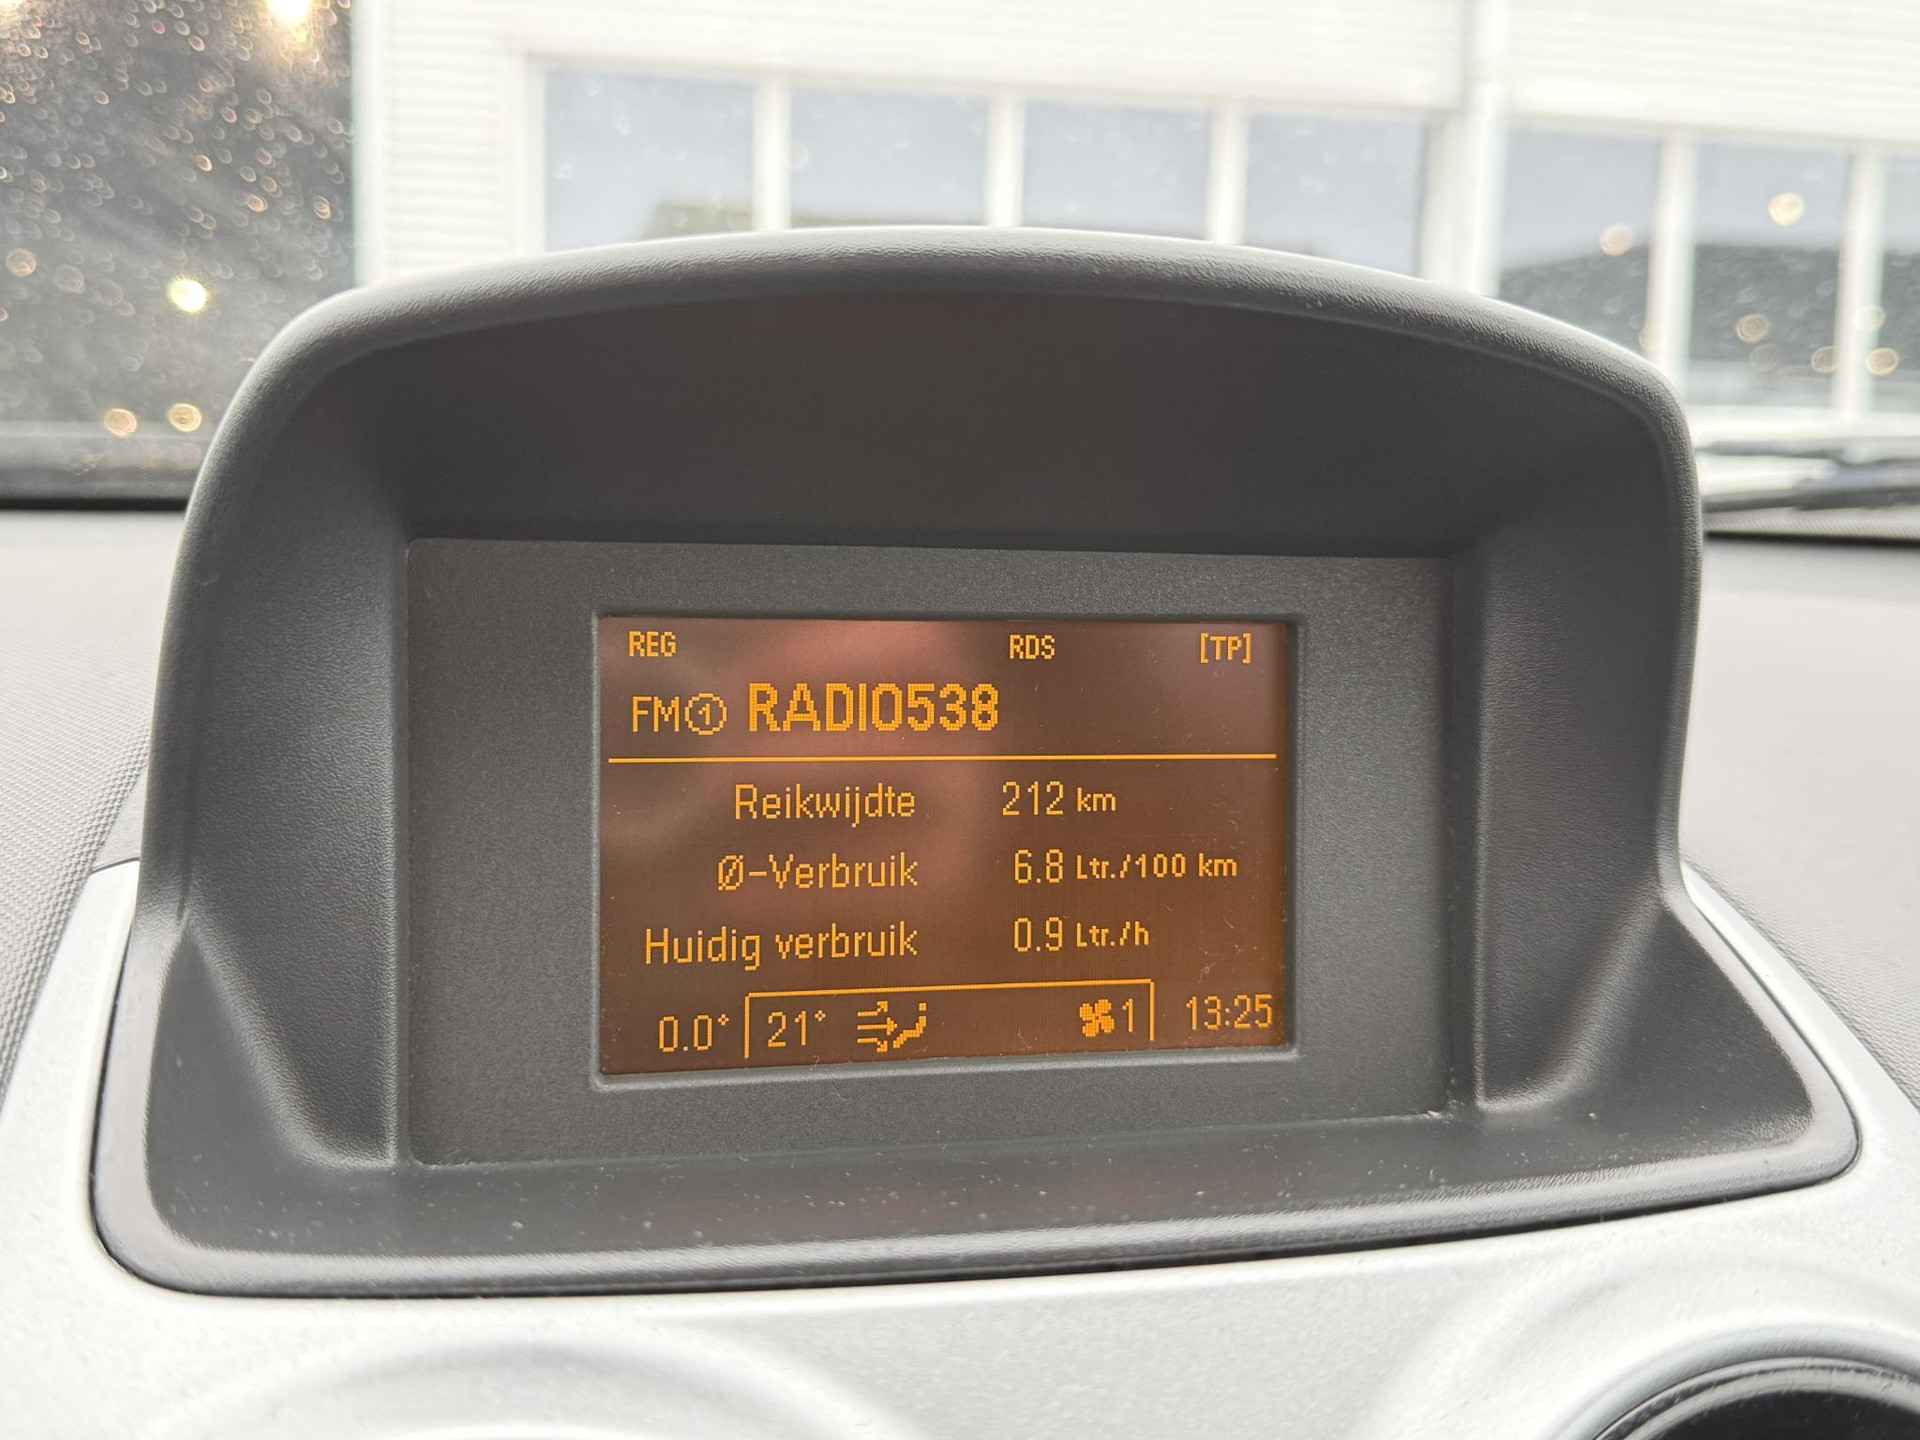 REG RDS [TP]
FM① RADIO538
Reikwijdte 212 km
Ø-Verbruik 6.8 Ltr./100 km
Huidig verbruik 0.9 Ltr./h
0.0° 21° 1 13:25